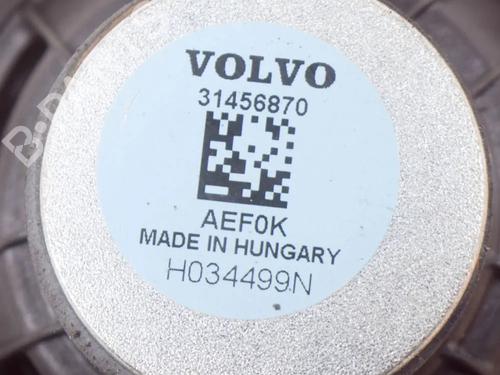 VOLVO
31456870
AEF0K
MADE IN HUNGARY
H034499N